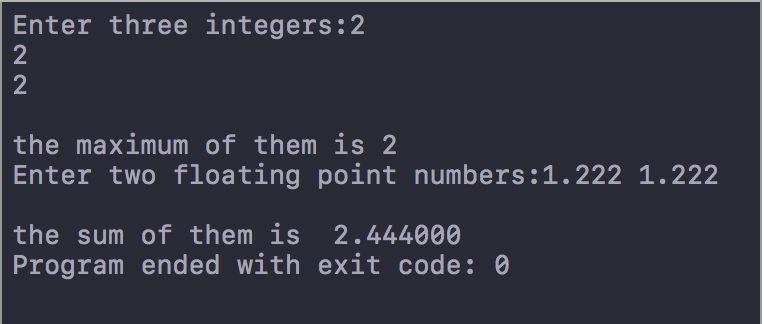 Enter three integers:2
2
2
the maximum of them is 2
Enter two floating point numbers:1.222 1.222
the sum of them is  2.444000
Program ended with exit code: 0